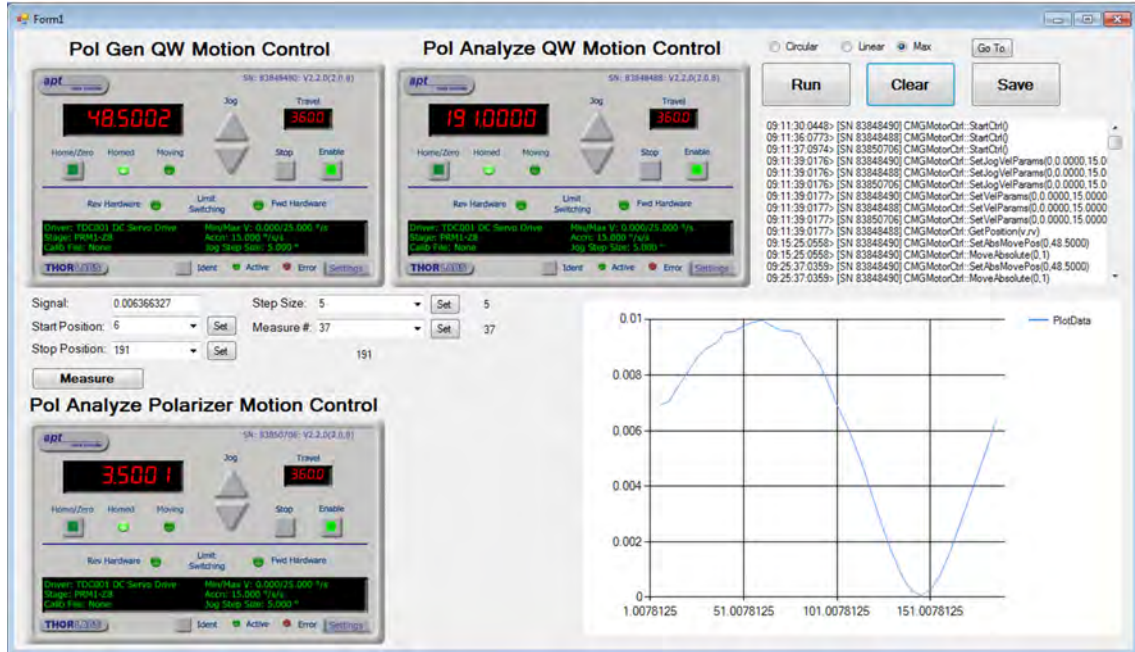 Form1
Pol Gen QW Motion Control
apt
SN: 83848490: V2.2.0(2.0.8)
48.5002
Jog
Travel
360.0
Home/Zero Homed Moving
Stop Enable
Rev Hardware
Limit Switching
Fwd Hardware
Driver: TDC001 DC Servo Drive Min/Max V: 0.000/25.000 °/s
Stage: PRM1-Z8 Accn: 15.000 °/s/s
Calib File: None Jog Step Size: 5.000 °
THORLABS
Ident Active Error Settings
Pol Analyze QW Motion Control
apt
SN: 83848488: V2.2.0(2.0.8)
191.0000
Jog
Travel
360.0
Home/Zero Homed Moving
Stop Enable
Rev Hardware
Limit Switching
Fwd Hardware
Driver: TDC001 DC Servo Drive Min/Max V: 0.000/25.000 °/s
Stage: PRM1-Z8 Accn: 15.000 °/s/s
Calib File: None Jog Step Size: 5.000 °
THORLABS
Ident Active Error Settings
Circular Linear Max Go To
Run Clear Save
09:11:30:0448> [SN 83848490] CMGMotorCtrl::StartCtrl()
09:11:36:0773> [SN 83848488] CMGMotorCtrl::StartCtrl()
09:11:37:0974> [SN 83850706] CMGMotorCtrl::StartCtrl()
09:11:39:0176> [SN 83848490] CMGMotorCtrl::SetJogVelParams(0,0.0000,15.0
09:11:39:0176> [SN 83848488] CMGMotorCtrl::SetJogVelParams(0,0.0000,15.0
09:11:39:0176> [SN 83850706] CMGMotorCtrl::SetJogVelParams(0,0.0000,15.0
09:11:39:0177> [SN 83848490] CMGMotorCtrl::SetVelParams(0,0.0000,15.0000
09:11:39:0177> [SN 83848488] CMGMotorCtrl::SetVelParams(0,0.0000,15.0000
09:11:39:0177> [SN 83850706] CMGMotorCtrl::SetVelParams(0,0.0000,15.0000
09:11:39:0177> [SN 83848490] CMGMotorCtrl::GetPosition(v,rv)
09:15:25:0558> [SN 83848490] CMGMotorCtrl::SetAbsMovePos(0,48.5000)
09:15:25:0558> [SN 83848490] CMGMotorCtrl::MoveAbsolute(0,1)
09:25:37:0359> [SN 83848490] CMGMotorCtrl::SetAbsMovePos(0,48.5000)
09:25:37:0359> [SN 83848490] CMGMotorCtrl::MoveAbsolute(0,1)
Signal: 0.006366327 Step Size: 5 Set 5
Start Position: 6 Set Measure #: 37 Set 37
Stop Position: 191 Set 191
Measure
Pol Analyze Polarizer Motion Control
apt
SN: 83850706: V2.2.0(2.0.8)
3.5001
Jog
Travel
360.0
Home/Zero Homed Moving
Stop Enable
Rev Hardware
Limit Switching
Fwd Hardware
Driver: TDC001 DC Servo Drive Min/Max V: 0.000/25.000 °/s
Stage: PRM1-Z8 Accn: 15.000 °/s/s
Calib File: None Jog Step Size: 5.000 °
THORLABS
Ident Active Error Settings
0.01
0.008
0.006
0.004
0.002
0
1.0078125 51.0078125 101.0078125 151.0078125
PlotData